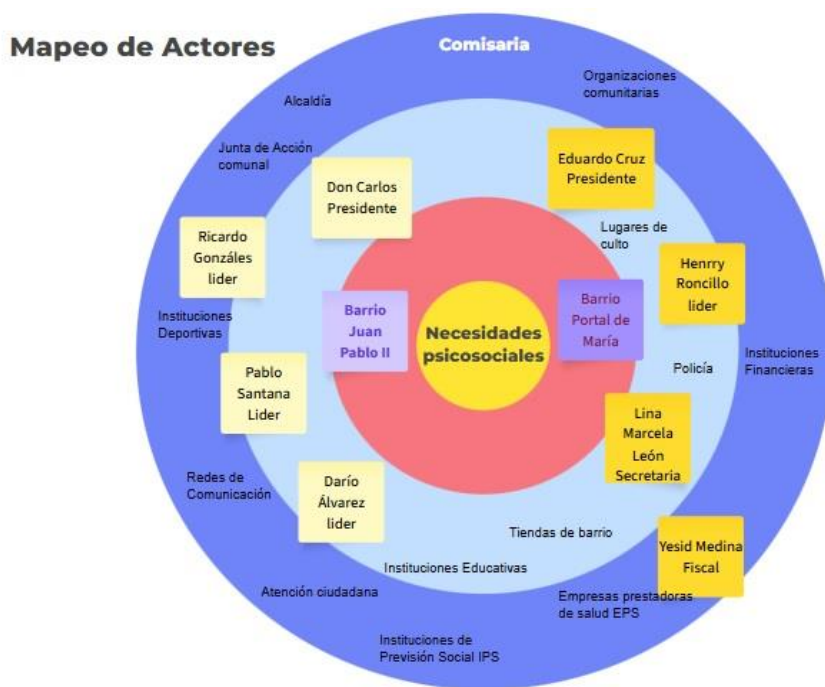 Mapeo de Actores
Comisaria
Organizaciones
comunitarias
Alcaldía
Junta de Acción
comunal
Eduardo Cruz
Presidente
Don Carlos
Presidente
Lugares de
culto
Ricardo
Gonzáles
lider
Henrry
Roncillo
lider
Barrio
Juan
Pablo II
Necesidades
psicosociales
Barrio
Portal de
María
Instituciones
Deportivas
Instituciones
Financieras
Policía
Pablo
Santana
Lider
Lina
Marcela
León
Secretaria
Redes de
Comunicación
Darío
Álvarez
lider
Tiendas de barrio
Yesid Medina
Fiscal
Instituciones Educativas
Atención ciudadana
Empresas prestadoras
de salud EPS
Instituciones de
Previsión Social IPS